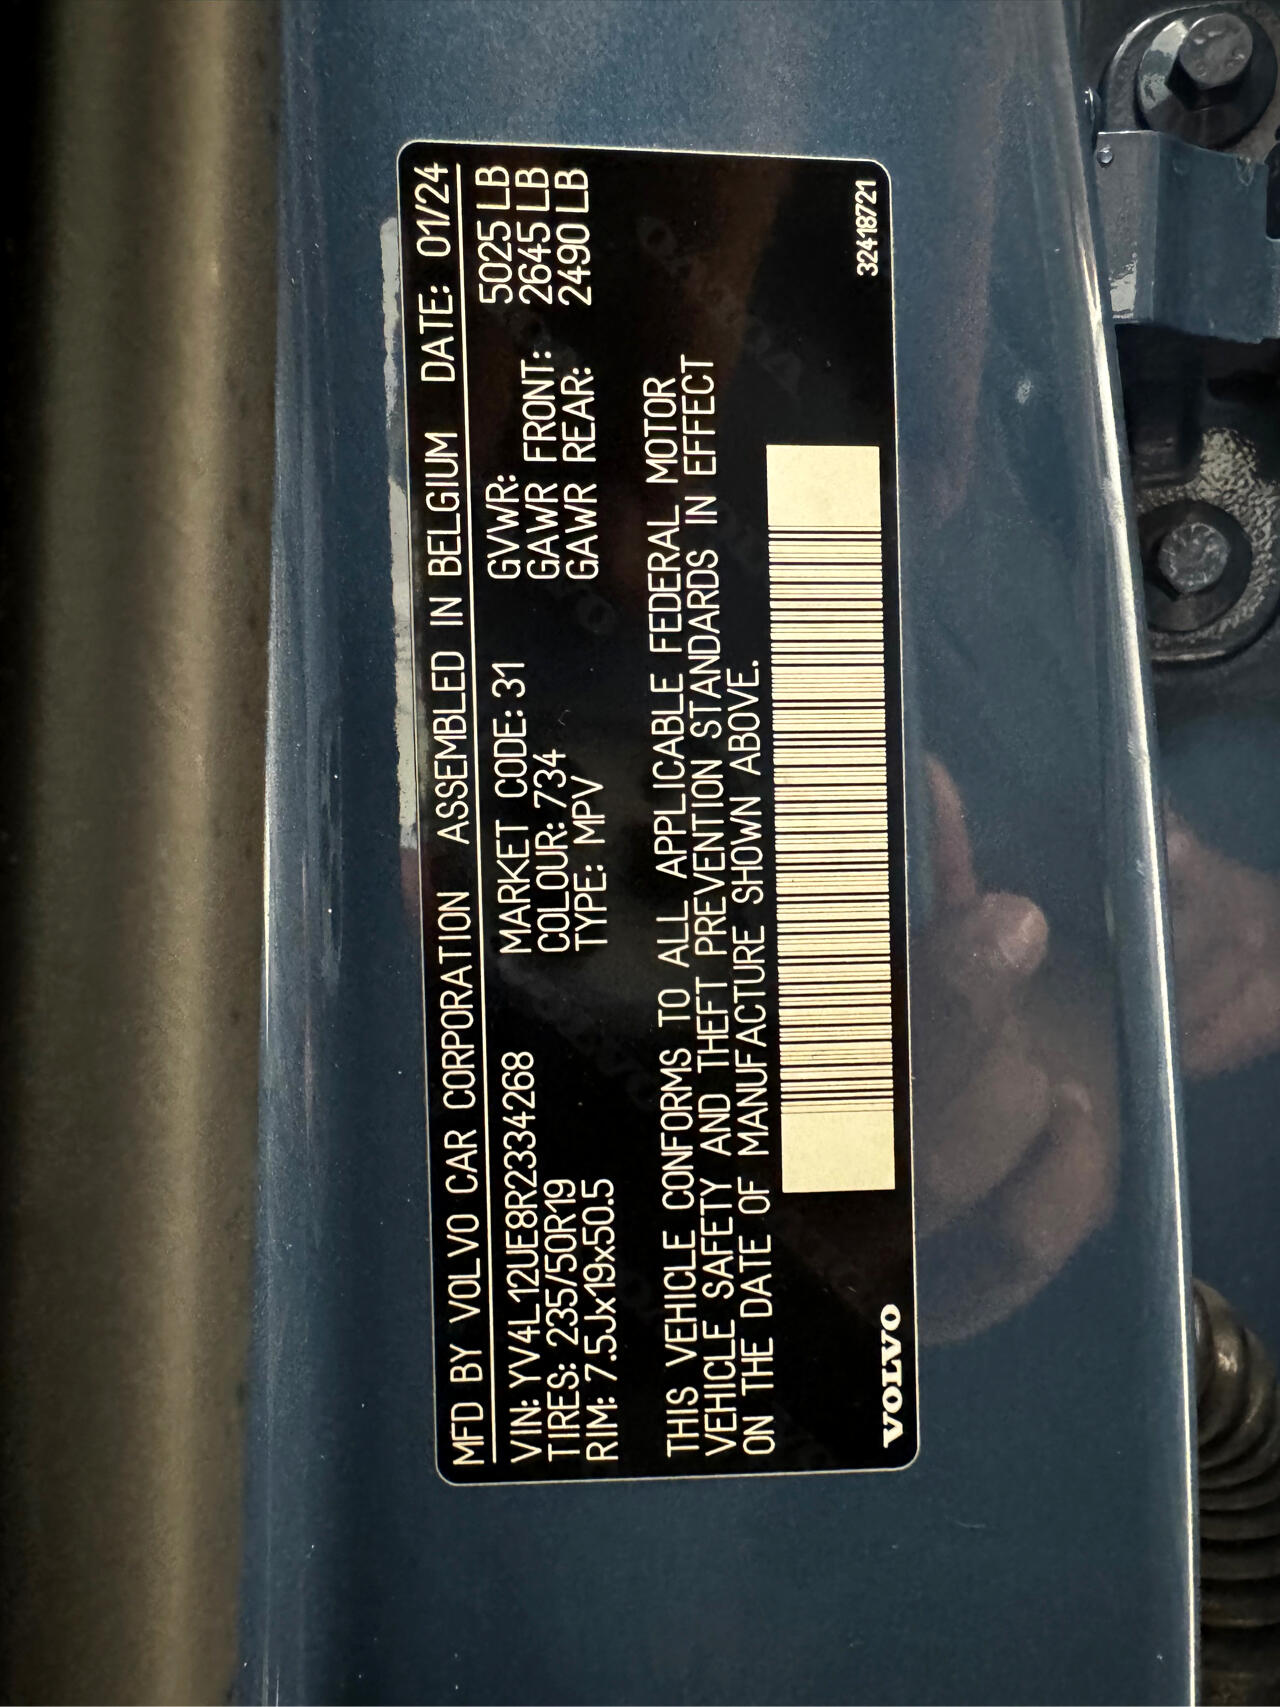 MFD BY VOLVO CAR CORPORATION ASSEMBLED IN BELGIUM DATE: 01/24
VIN: YV4L12UE8R2334268 MARKET CODE: 31 GVWR: 5025 LB
TIRES: 235/50R19 COLOUR: 734 GAWR FRONT: 2645 LB
RIM: 7.5Jx19x50.5 TYPE: MPV GAWR REAR: 2490 LB
THIS VEHICLE CONFORMS TO ALL APPLICABLE FEDERAL MOTOR
VEHICLE SAFETY AND THEFT PREVENTION STANDARDS IN EFFECT
ON THE DATE OF MANUFACTURE SHOWN ABOVE.
VOLVO 32418721